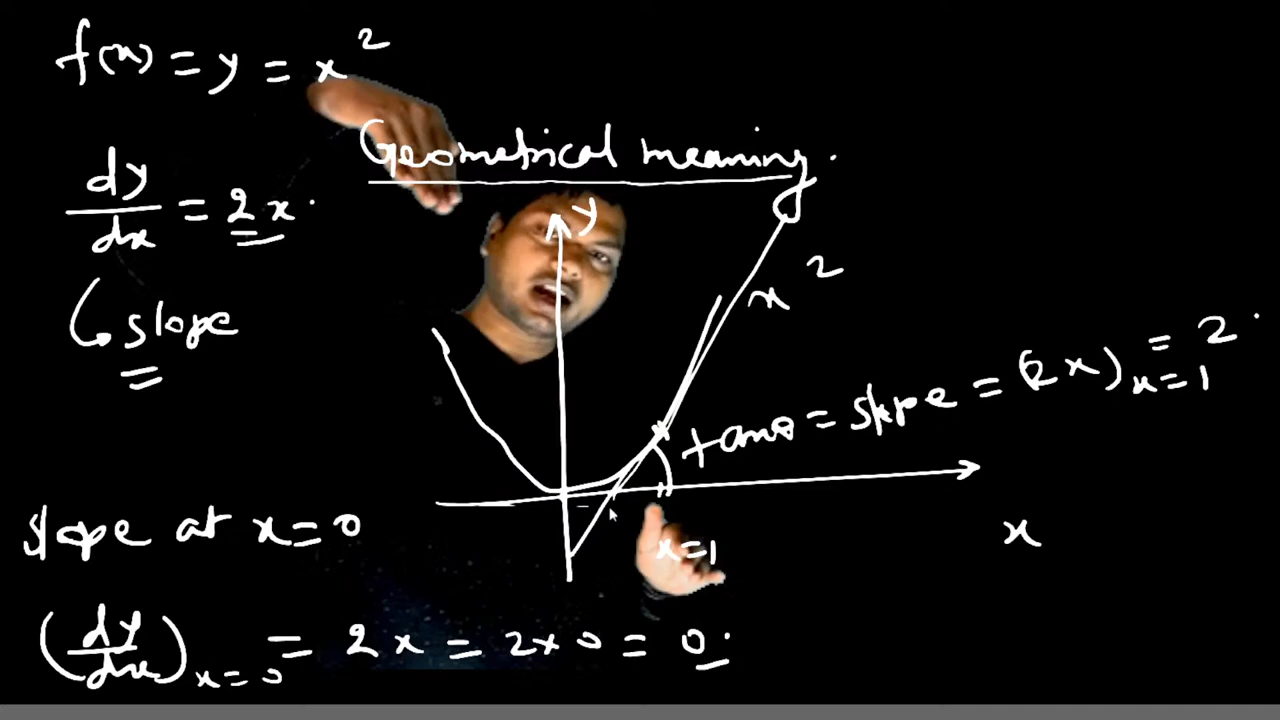 f(x) = y = x²
Geometrical meaning.
dy/dx = 2x.
↳ slope
y
x²
tanθ = slope = (2x)ₓ₌₁ = 2.
x=1
x
slope at x=0
(dy/dx)ₓ₌₀ = 2x = 2×0 = 0.